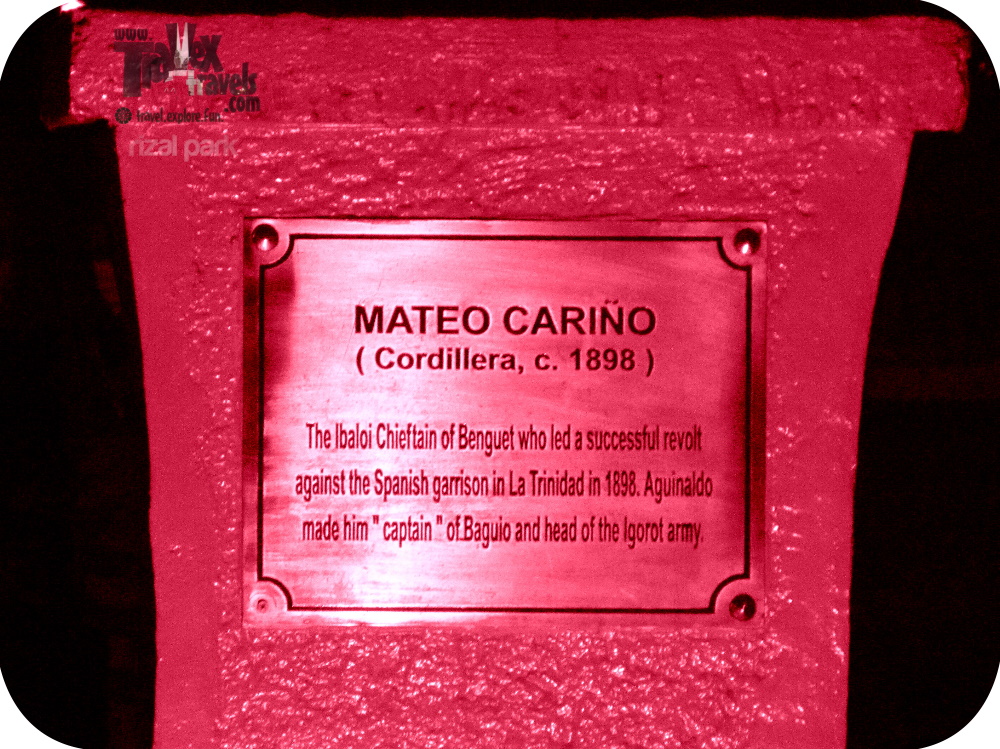 www.
TraVex
travels
.com
Travel.explore.Fun.
rizal park
MATEO CARIÑO
( Cordillera, c. 1898 )
The Ibaloi Chieftain of Benguet who led a successful revolt
against the Spanish garrison in La Trinidad in 1898. Aguinaldo
made him " captain " of Baguio and head of the Igorot army.